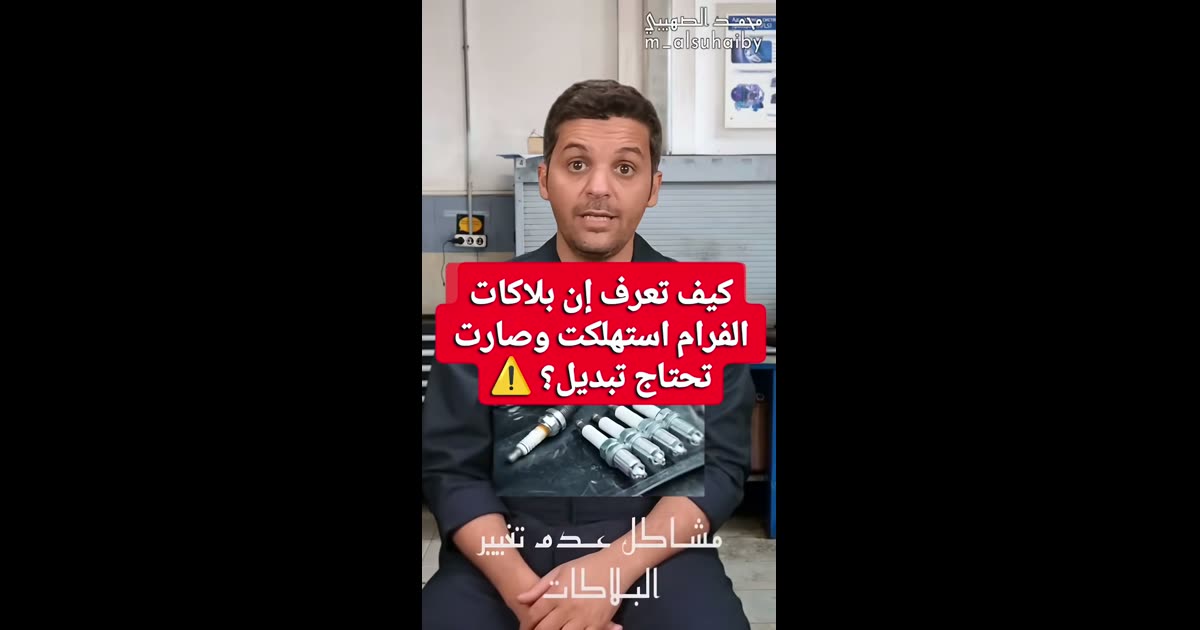 محمد الصهيبي
m_alsuhaiby
كيف تعرف إن بلاكات
الفرام استهلكت وصارت
تحتاج تبديل؟ ⚠️
مشاكل عدم تغيير
البلاكات